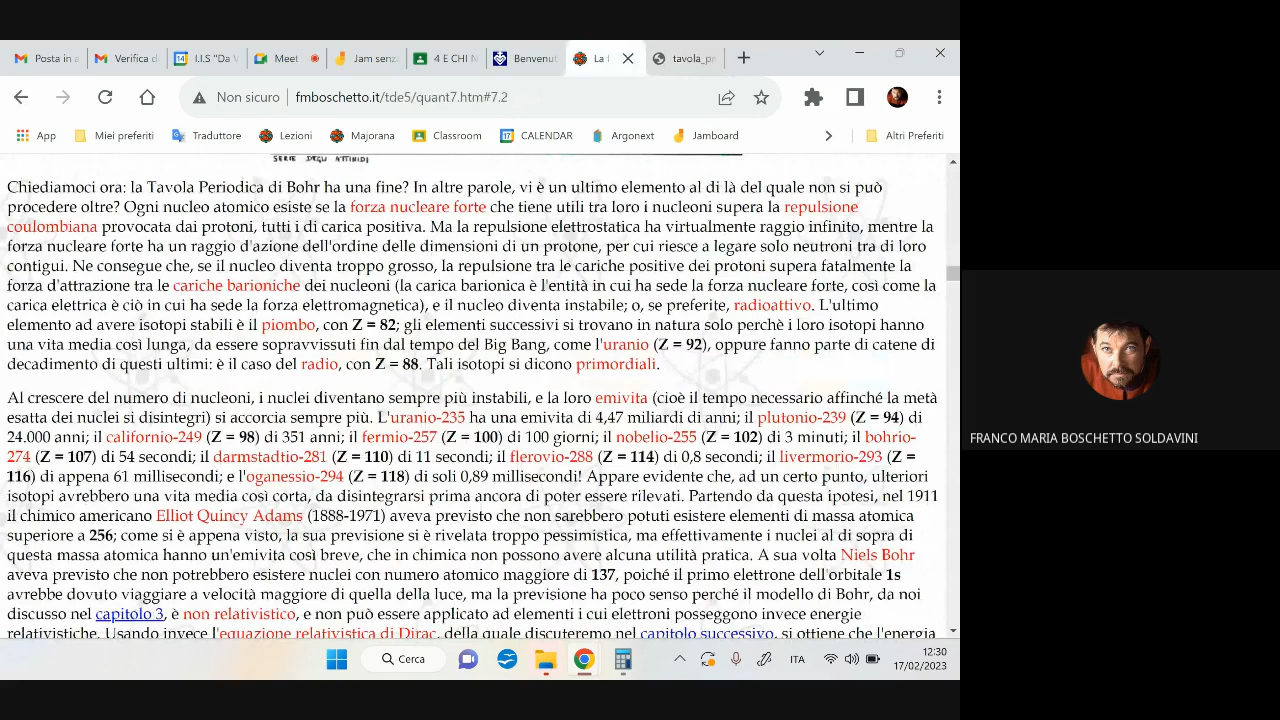 Posta in a
Verifica d
I.I.S "Da V
Meet
Jam senz
4 E CHI N
Benvenut
La t
tavola_pe
Non sicuro
fmboschetto.it/tde5/quant7.htm#7.2
App
Miei preferiti
Traduttore
Lezioni
Majorana
Classroom
CALENDAR
Argonext
Jamboard
Altri Preferiti
SERIE DEGLI ATTINIDI
Chiediamoci ora: la Tavola Periodica di Bohr ha una fine? In altre parole, vi è un ultimo elemento al di là del quale non si può
procedere oltre? Ogni nucleo atomico esiste se la forza nucleare forte che tiene utili tra loro i nucleoni supera la repulsione
coulombiana provocata dai protoni, tutti i di carica positiva. Ma la repulsione elettrostatica ha virtualmente raggio infinito, mentre la
forza nucleare forte ha un raggio d'azione dell'ordine delle dimensioni di un protone, per cui riesce a legare solo neutroni tra di loro
contigui. Ne consegue che, se il nucleo diventa troppo grosso, la repulsione tra le cariche positive dei protoni supera fatalmente la
forza d'attrazione tra le cariche barioniche dei nucleoni (la carica barionica è l'entità in cui ha sede la forza nucleare forte, così come la
carica elettrica è ciò in cui ha sede la forza elettromagnetica), e il nucleo diventa instabile; o, se preferite, radioattivo. L'ultimo
elemento ad avere isotopi stabili è il piombo, con Z = 82; gli elementi successivi si trovano in natura solo perchè i loro isotopi hanno
una vita media così lunga, da essere sopravvissuti fin dal tempo del Big Bang, come l'uranio (Z = 92), oppure fanno parte di catene di
decadimento di questi ultimi: è il caso del radio, con Z = 88. Tali isotopi si dicono primordiali.
Al crescere del numero di nucleoni, i nuclei diventano sempre più instabili, e la loro emivita (cioè il tempo necessario affinché la metà
esatta dei nuclei si disintegri) si accorcia sempre più. L'uranio-235 ha una emivita di 4,47 miliardi di anni; il plutonio-239 (Z = 94) di
24.000 anni; il californio-249 (Z = 98) di 351 anni; il fermio-257 (Z = 100) di 100 giorni; il nobelio-255 (Z = 102) di 3 minuti; il bohrio-
274 (Z = 107) di 54 secondi; il darmstadtio-281 (Z = 110) di 11 secondi; il flerovio-288 (Z = 114) di 0,8 secondi; il livermorio-293 (Z =
116) di appena 61 millisecondi; e l'oganessio-294 (Z = 118) di soli 0,89 millisecondi! Appare evidente che, ad un certo punto, ulteriori
isotopi avrebbero una vita media così corta, da disintegrarsi prima ancora di poter essere rilevati. Partendo da questa ipotesi, nel 1911
il chimico americano Elliot Quincy Adams (1888-1971) aveva previsto che non sarebbero potuti esistere elementi di massa atomica
superiore a 256; come si è appena visto, la sua previsione si è rivelata troppo pessimistica, ma effettivamente i nuclei al di sopra di
questa massa atomica hanno un'emivita così breve, che in chimica non possono avere alcuna utilità pratica. A sua volta Niels Bohr
aveva previsto che non potrebbero esistere nuclei con numero atomico maggiore di 137, poiché il primo elettrone dell'orbitale 1s
avrebbe dovuto viaggiare a velocità maggiore di quella della luce, ma la previsione ha poco senso perché il modello di Bohr, da noi
discusso nel capitolo 3, è non relativistico, e non può essere applicato ad elementi i cui elettroni posseggono invece energie
relativistiche. Usando invece l'equazione relativistica di Dirac, della quale discuteremo nel capitolo successivo, si ottiene che l'energia
FRANCO MARIA BOSCHETTO SOLDAVINI
Cerca
ITA
12:30
17/02/2023